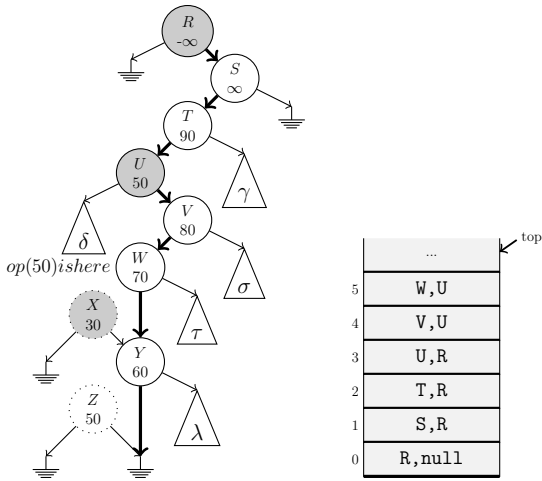 R
-∞
S
∞
T
90
γ
U
50
δ
V
80
op(50)ishere
W
70
σ
X
30
τ
Y
60
Z
50
λ
top
...
5 W,U
4 V,U
3 U,R
2 T,R
1 S,R
0 R,null